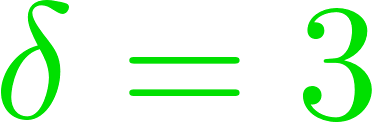 δ = 3